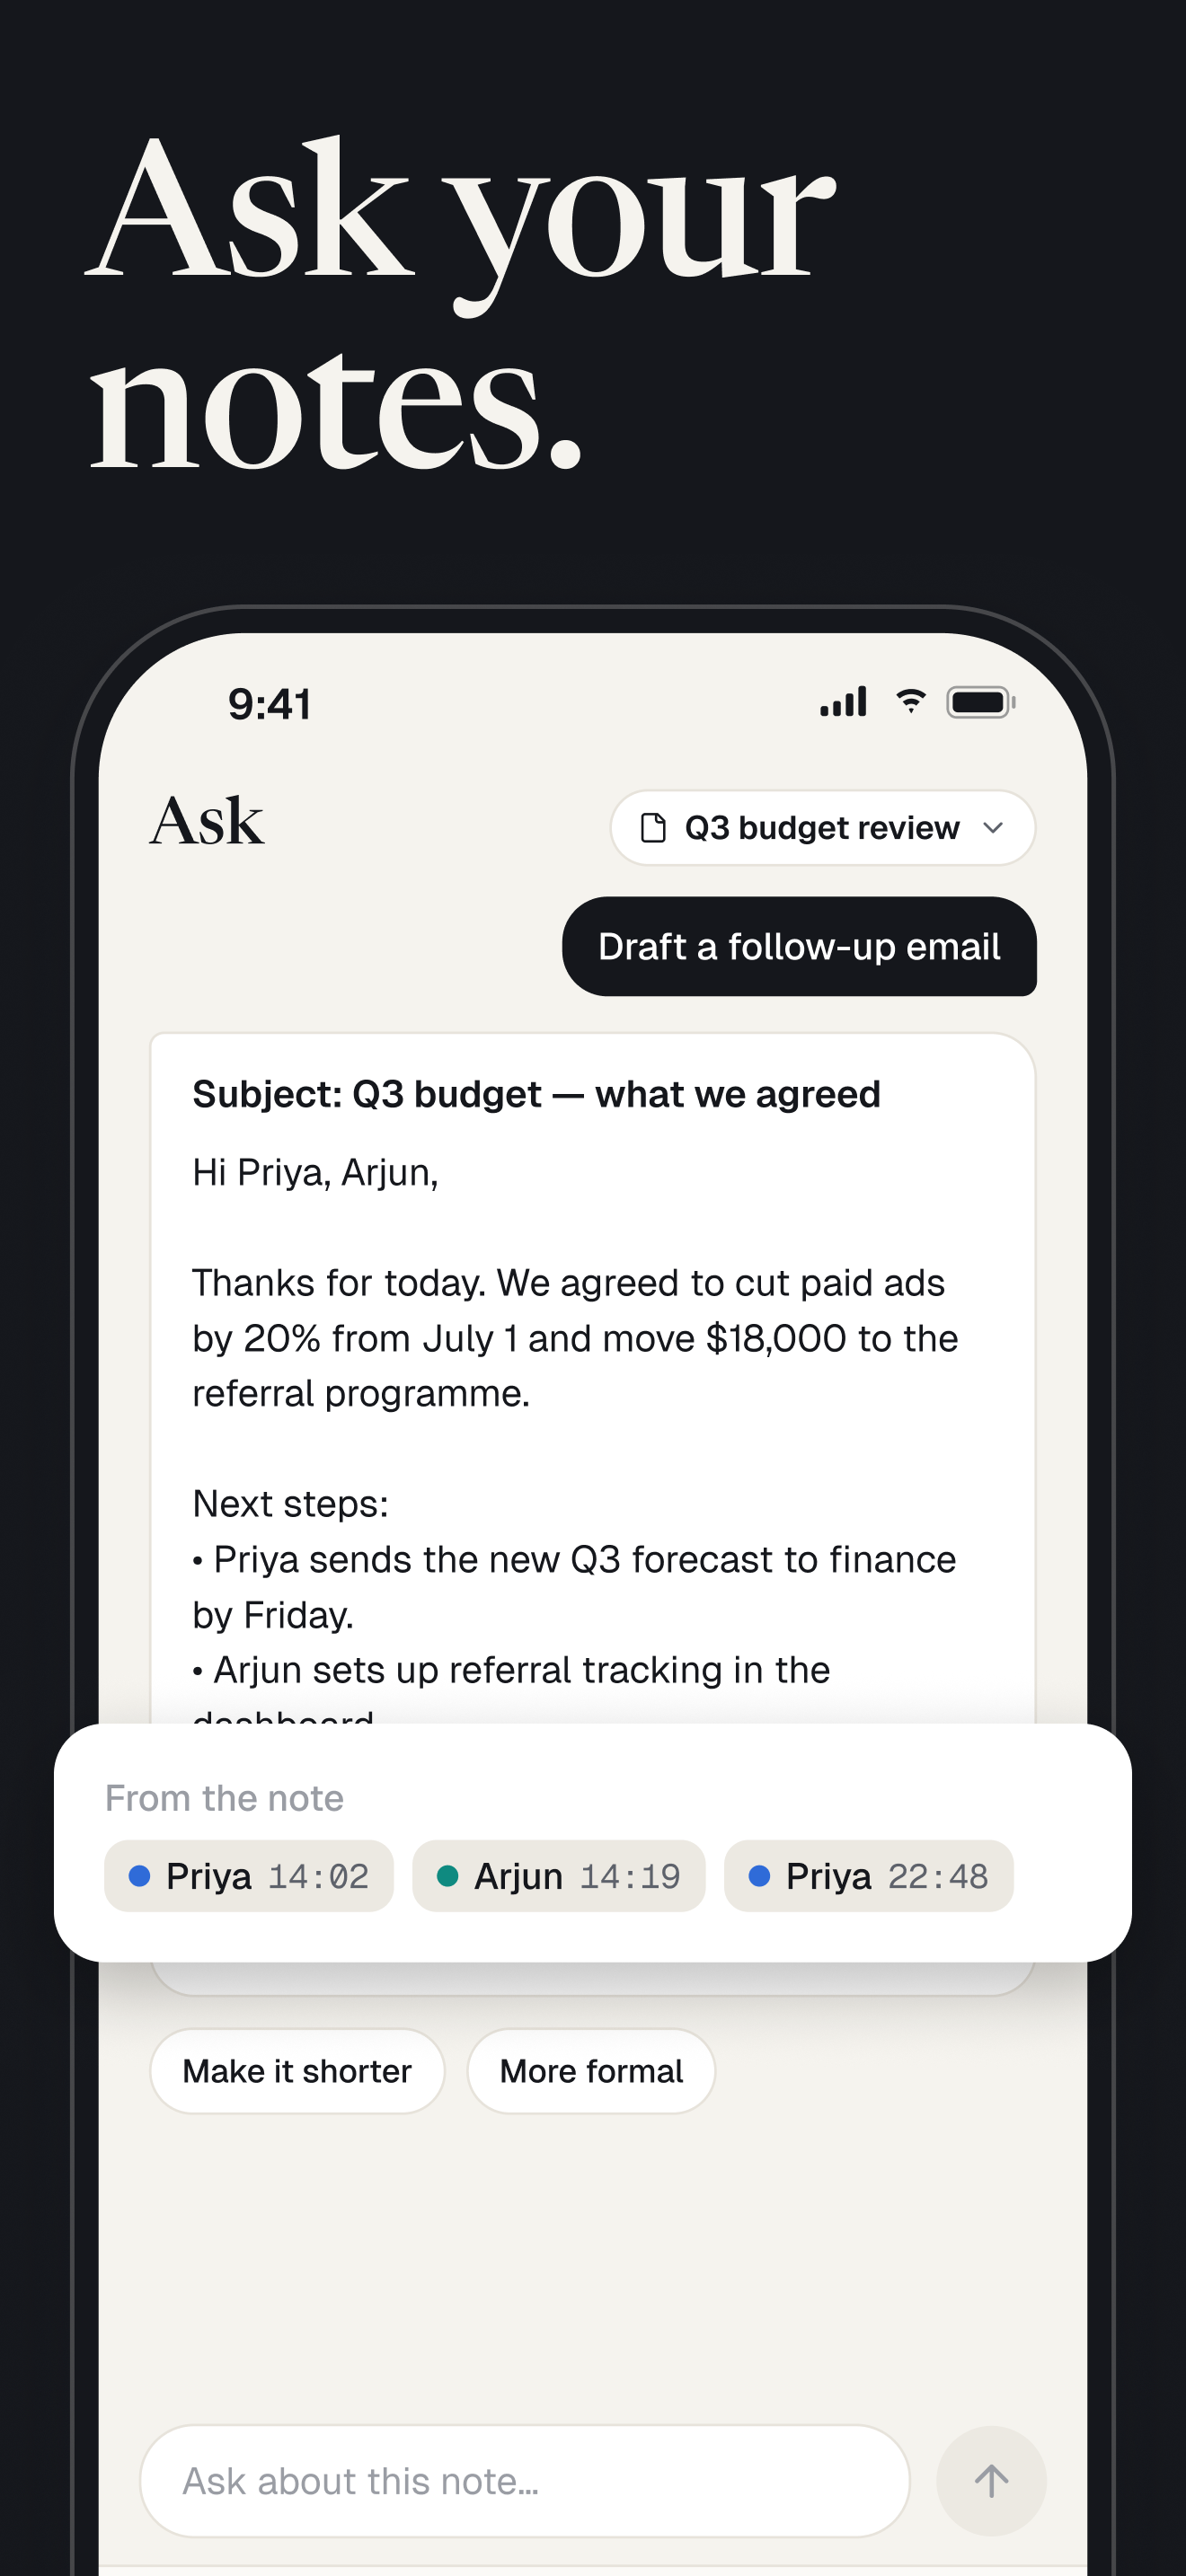 Ask your
notes.
9:41
Ask
Q3 budget review
Draft a follow-up email
Subject: Q3 budget — what we agreed
Hi Priya, Arjun,
Thanks for today. We agreed to cut paid ads
by 20% from July 1 and move $18,000 to the
referral programme.
Next steps:
• Priya sends the new Q3 forecast to finance
by Friday.
• Arjun sets up referral tracking in the
dashboard
From the note
Priya 14:02
Arjun 14:19
Priya 22:48
Make it shorter
More formal
Ask about this note...